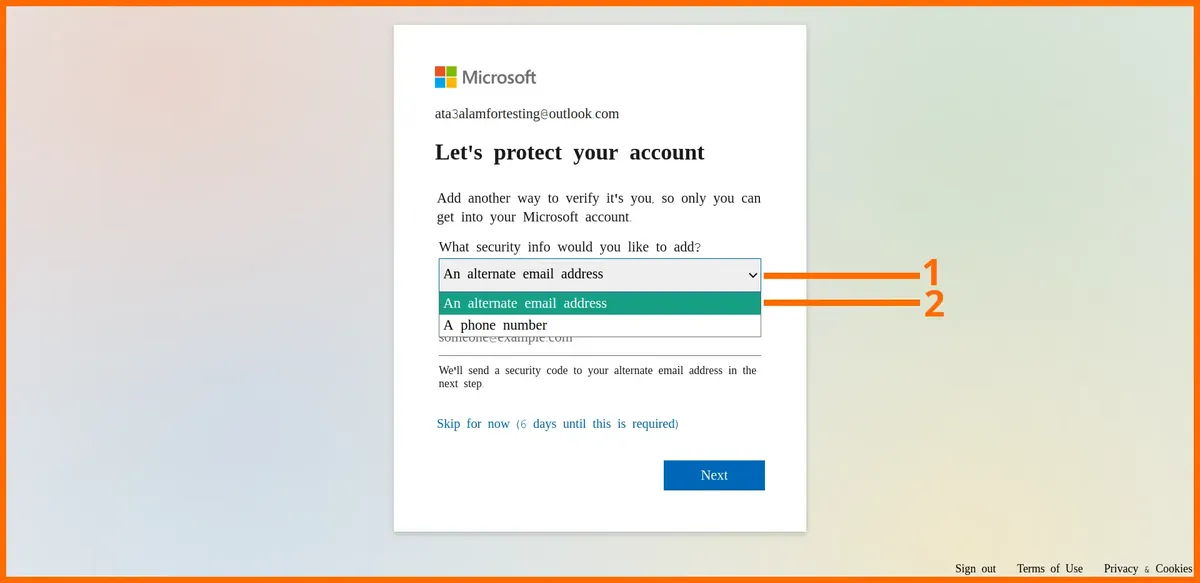 Microsoft
ata3alamfortesting@outlook.com
Let's protect your account
Add another way to verify it's you, so only you can
get into your Microsoft account.
What security info would you like to add?
An alternate email address
1
An alternate email address
2
A phone number
someone@example.com
We'll send a security code to your alternate email address in the
next step.
Skip for now (6 days until this is required)
Next
Sign out Terms of Use Privacy & Cookies